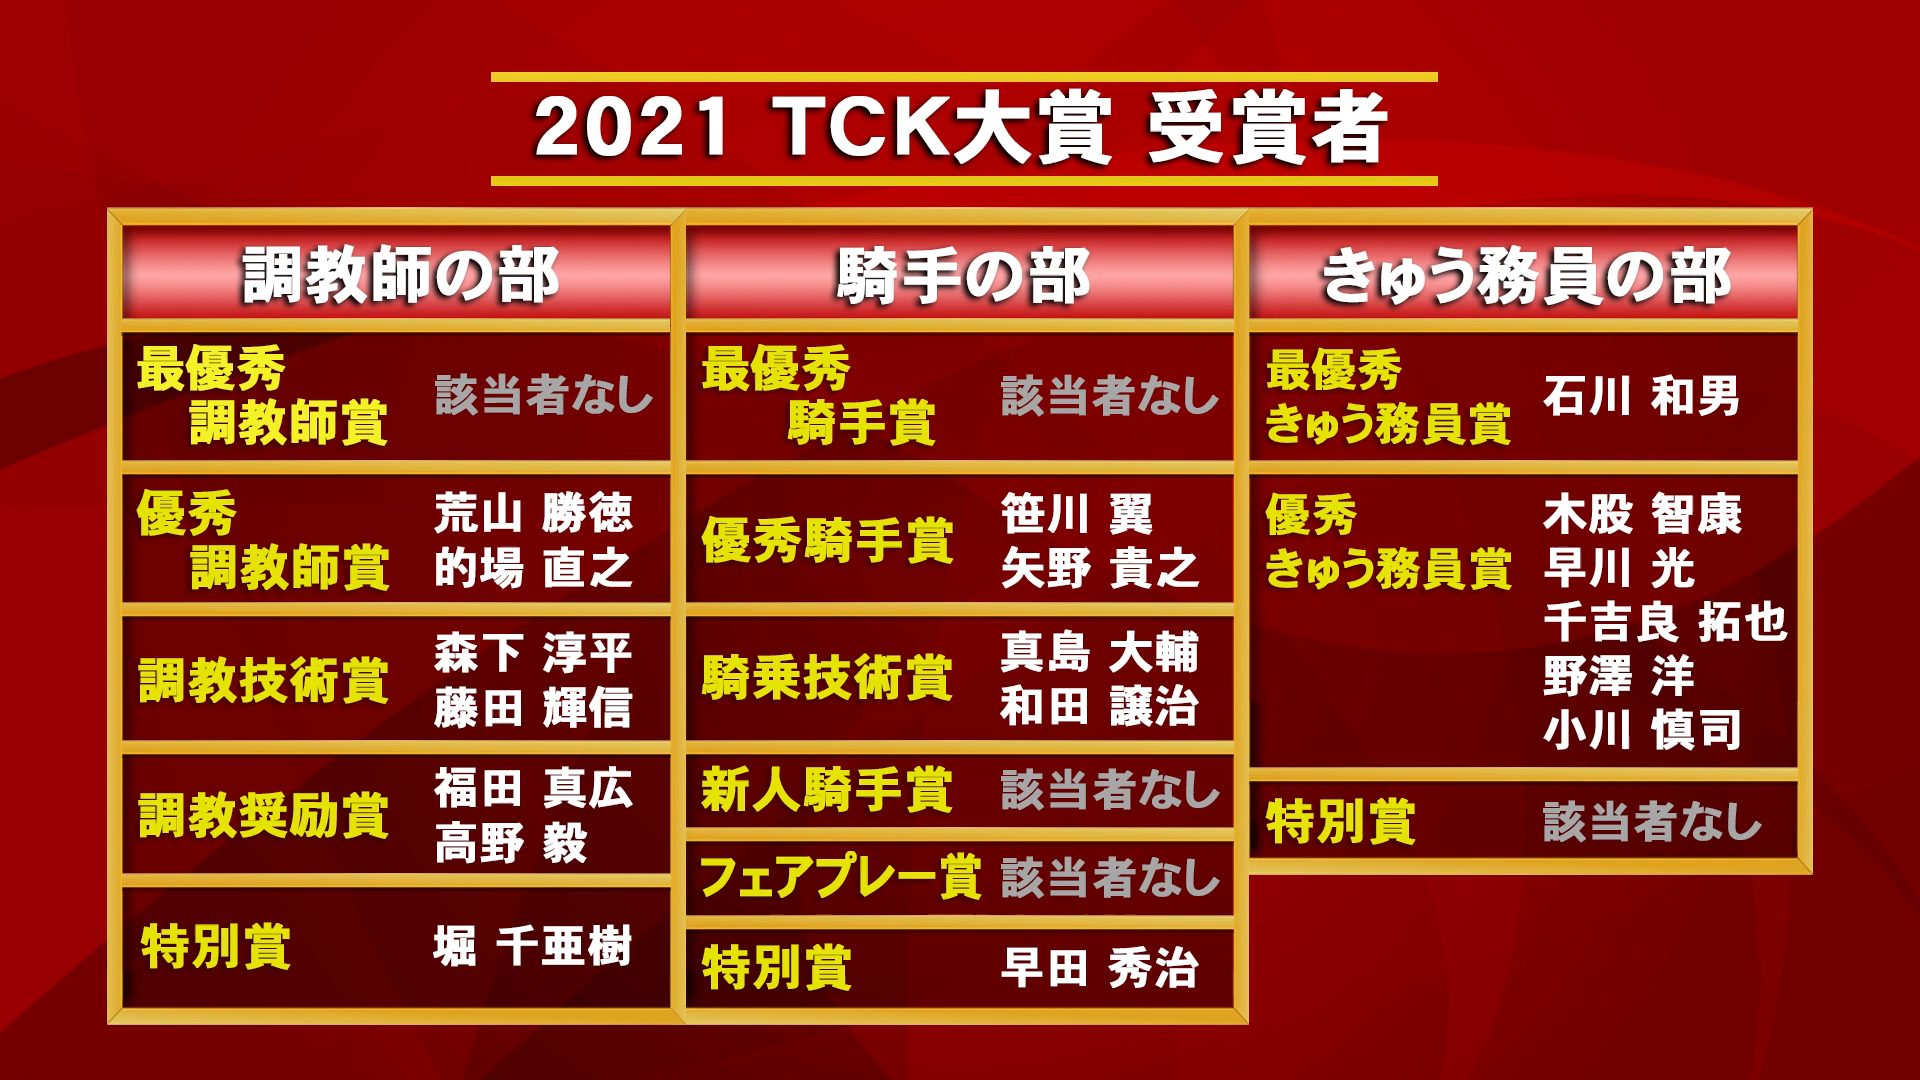 2021 TCK大賞 受賞者
調教師の部
最優秀
調教師賞
該当者なし
優秀
調教師賞
荒山 勝徳
的場 直之
調教技術賞
森下 淳平
藤田 輝信
調教奨励賞
福田 真広
高野 毅
特別賞
堀 千亜樹
騎手の部
最優秀
騎手賞
該当者なし
優秀騎手賞
笹川 翼
矢野 貴之
騎乗技術賞
真島 大輔
和田 譲治
新人騎手賞
該当者なし
フェアプレー賞
該当者なし
特別賞
早田 秀治
きゅう務員の部
最優秀
きゅう務員賞
石川 和男
優秀
きゅう務員賞
木股 智康
早川 光
千吉良 拓也
野澤 洋
小川 慎司
特別賞
該当者なし